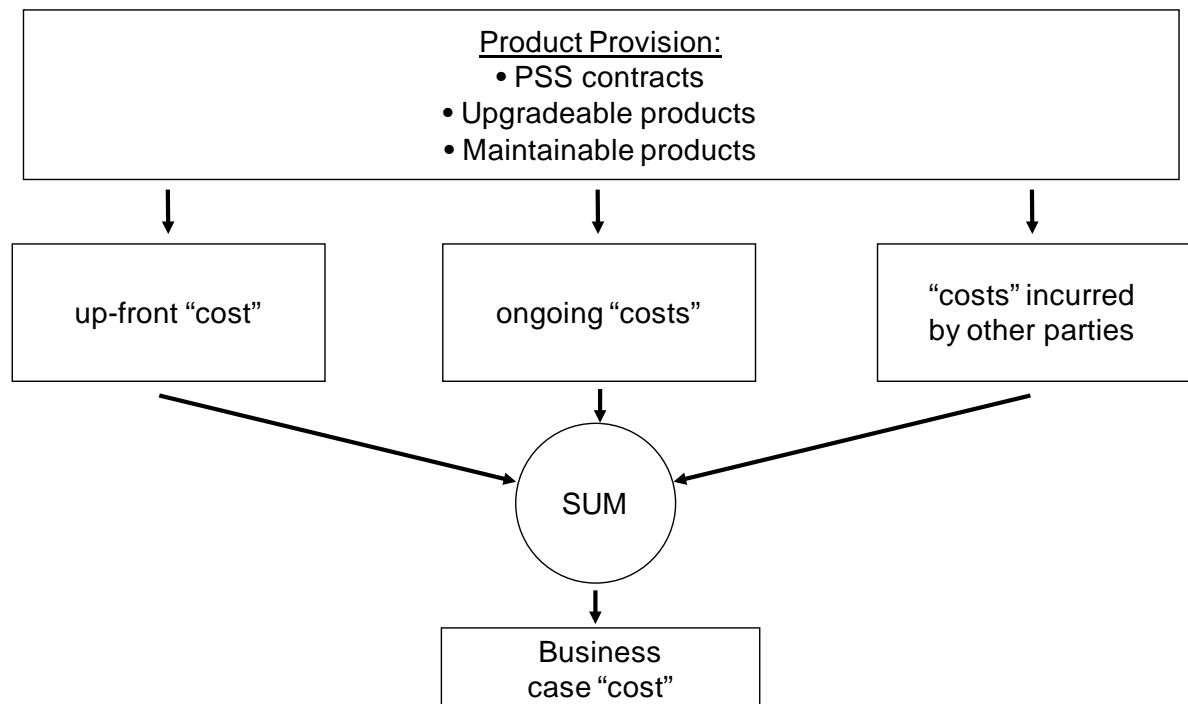 Product Provision:
• PSS contracts
• Upgradeable products
• Maintainable products
up-front “cost”
ongoing “costs”
“costs” incurred
by other parties
SUM
Business
case “cost”